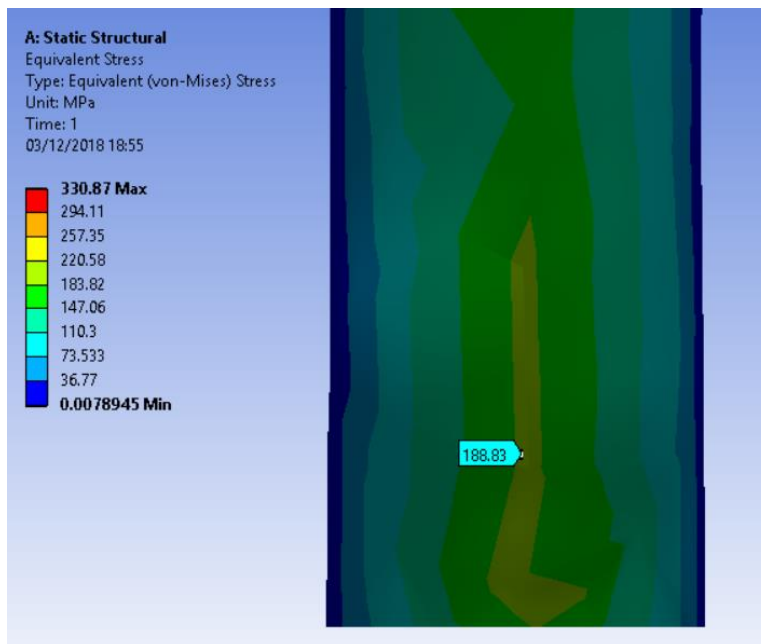 A: Static Structural
Equivalent Stress
Type: Equivalent (von-Mises) Stress
Unit: MPa
Time: 1
03/12/2018 18:55
330.87 Max
294.11
257.35
220.58
183.82
147.06
110.3
73.533
36.77
0.0078945 Min
188.83